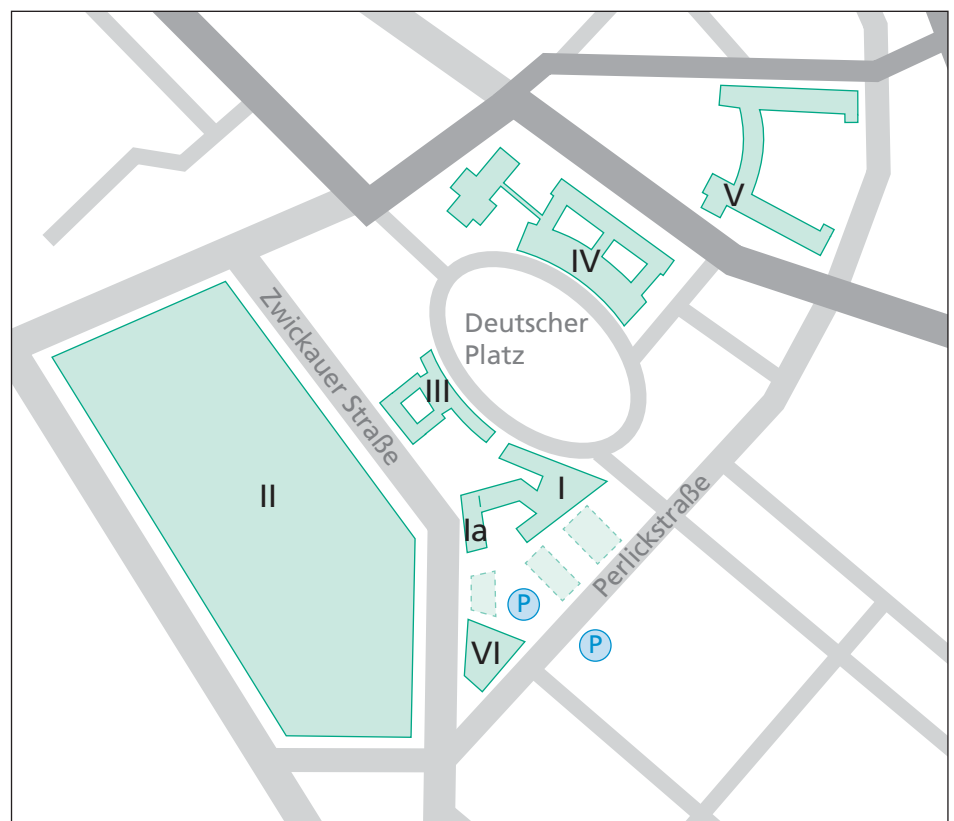 V
IV
Deutscher
Platz
Zwickauer Straße
III
I
II
Ia
Perlickstraße
P
P
VI